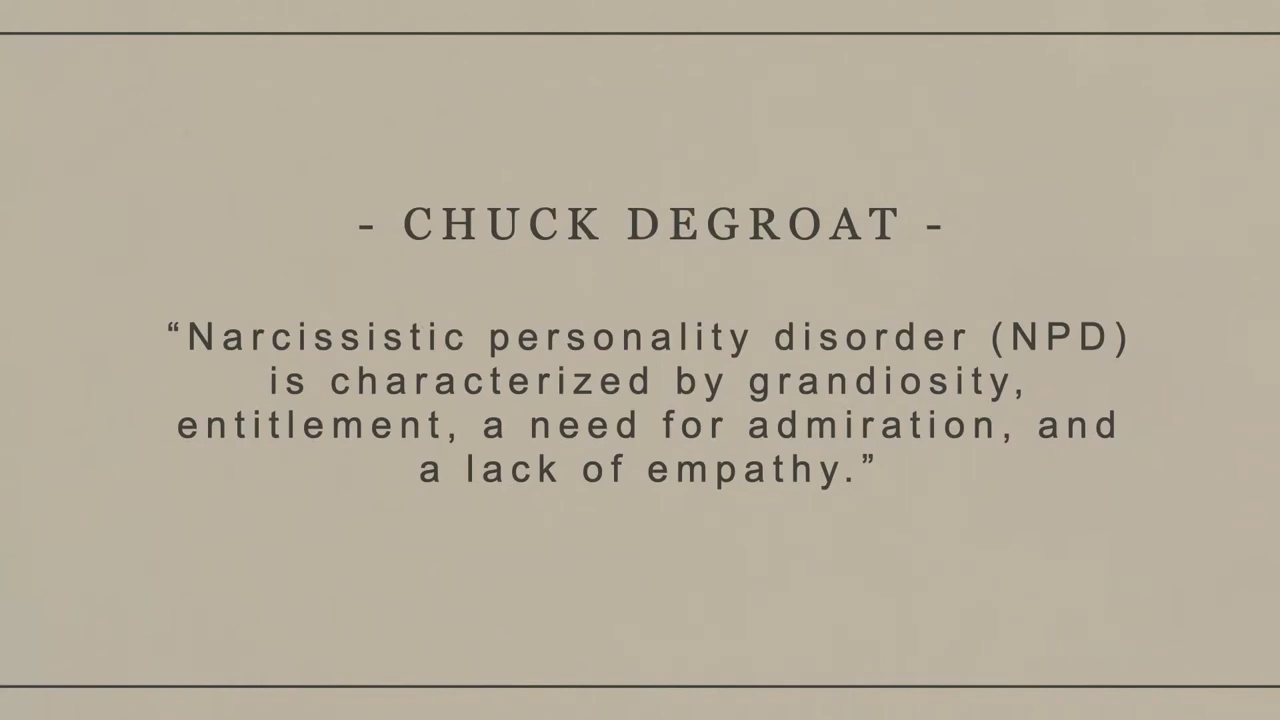 - CHUCK DEGROAT -
“Narcissistic personality disorder (NPD)
is characterized by grandiosity,
entitlement, a need for admiration, and
a lack of empathy.”